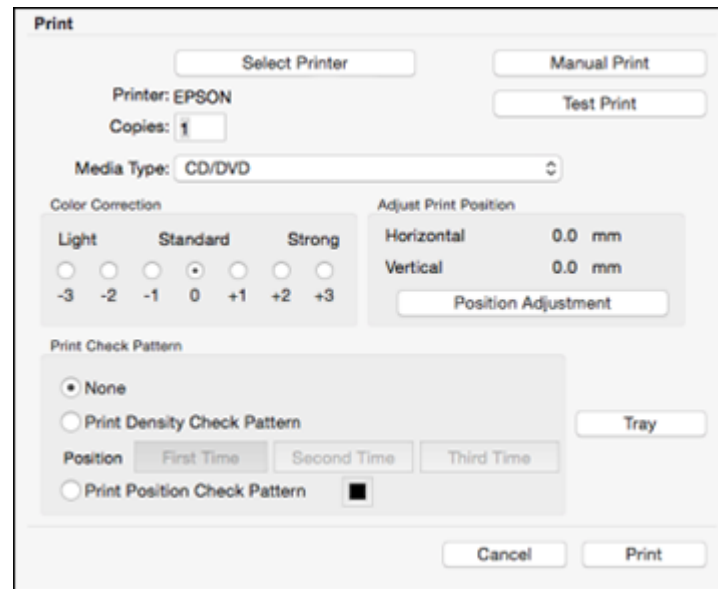 Print
Select Printer
Manual Print
Printer: EPSON
Test Print
Copies: 1
Media Type: CD/DVD
Color Correction
Adjust Print Position
Light Standard Strong
Horizontal 0.0 mm
Vertical 0.0 mm
-3 -2 -1 0 +1 +2 +3
Position Adjustment
Print Check Pattern
None
Print Density Check Pattern
Tray
Position First Time Second Time Third Time
Print Position Check Pattern
Cancel Print